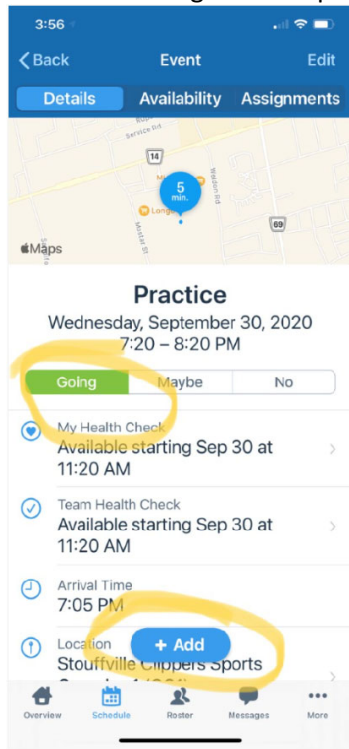 3:56
Back Event Edit
Details Availability Assignments
14
5
min.
69
Maps
Practice
Wednesday, September 30, 2020
7:20 – 8:20 PM
Going Maybe No
My Health Check
Available starting Sep 30 at
11:20 AM
Team Health Check
Available starting Sep 30 at
11:20 AM
Arrival Time
7:05 PM
Location
+ Add
Stouffville Clippers Sports
Overview Schedule Roster Messages More